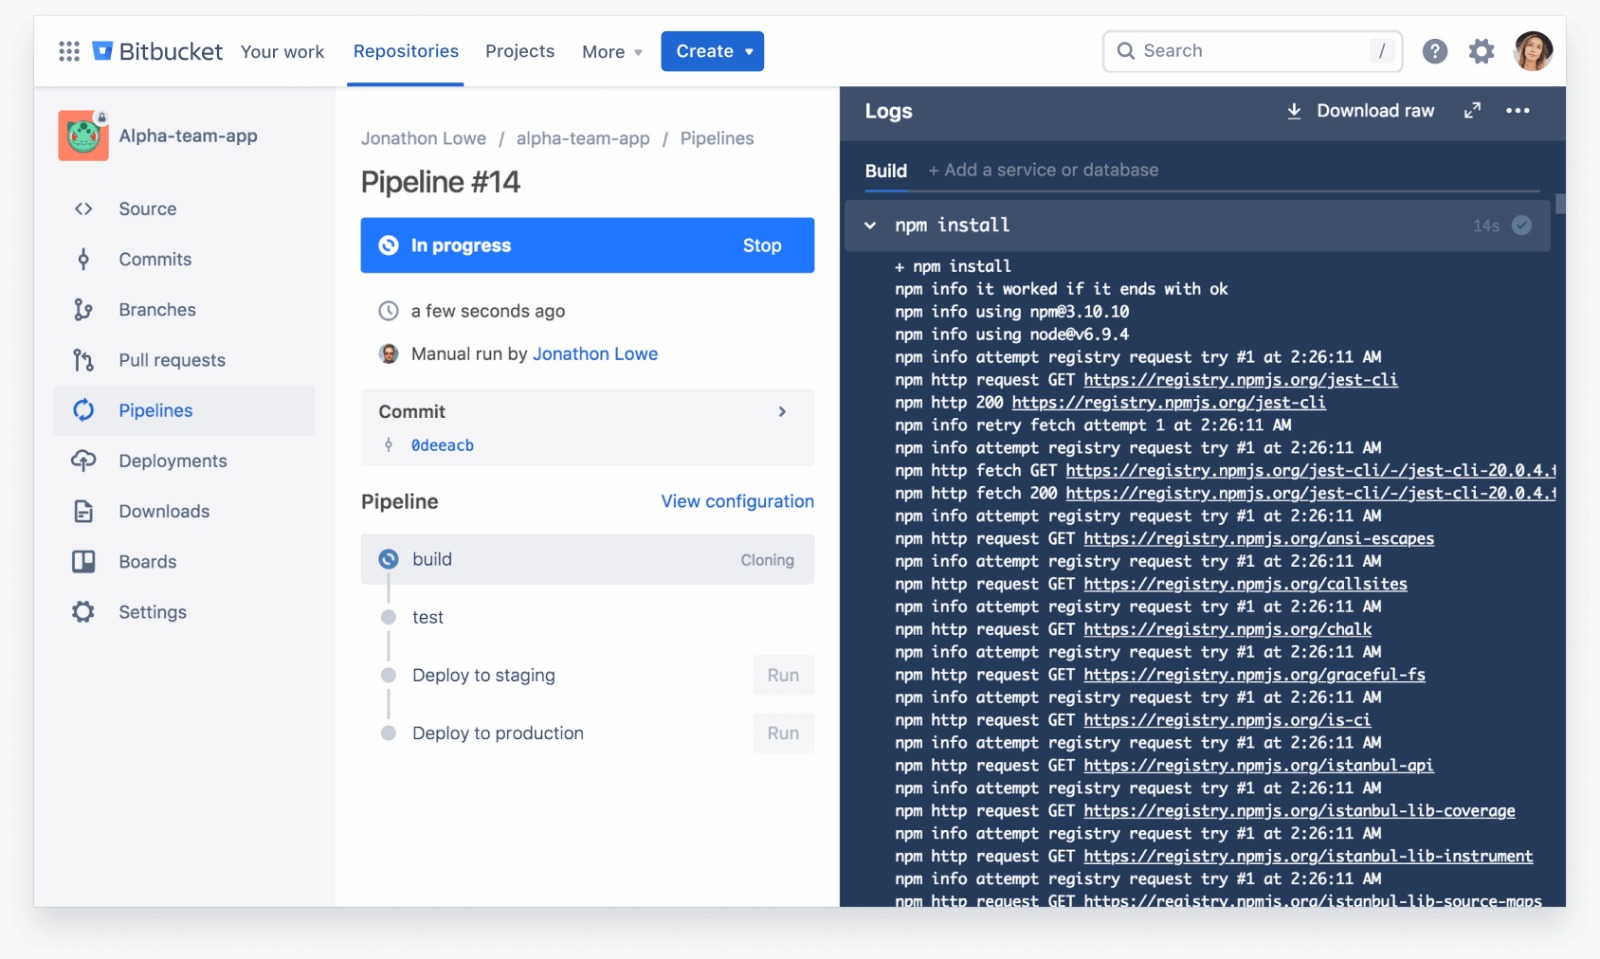 Bitbucket Your work Repositories Projects More Create Search /
Alpha-team-app
Source
Commits
Branches
Pull requests
Pipelines
Deployments
Downloads
Boards
Settings
Jonathon Lowe / alpha-team-app / Pipelines
Pipeline #14
In progress Stop
a few seconds ago
Manual run by Jonathon Lowe
Commit
0deeacb
Pipeline View configuration
build Cloning
test
Deploy to staging Run
Deploy to production Run
Logs Download raw
Build + Add a service or database
npm install 14s
+ npm install
npm info it worked if it ends with ok
npm info using npm@3.10.10
npm info using node@v6.9.4
npm info attempt registry request try #1 at 2:26:11 AM
npm http request GET https://registry.npmjs.org/jest-cli
npm http 200 https://registry.npmjs.org/jest-cli
npm info retry fetch attempt 1 at 2:26:11 AM
npm info attempt registry request try #1 at 2:26:11 AM
npm http fetch GET https://registry.npmjs.org/jest-cli/-/jest-cli-20.0.4.
npm http fetch 200 https://registry.npmjs.org/jest-cli/-/jest-cli-20.0.4.
npm info attempt registry request try #1 at 2:26:11 AM
npm http request GET https://registry.npmjs.org/ansi-escapes
npm info attempt registry request try #1 at 2:26:11 AM
npm http request GET https://registry.npmjs.org/callsites
npm info attempt registry request try #1 at 2:26:11 AM
npm http request GET https://registry.npmjs.org/chalk
npm info attempt registry request try #1 at 2:26:11 AM
npm http request GET https://registry.npmjs.org/graceful-fs
npm info attempt registry request try #1 at 2:26:11 AM
npm http request GET https://registry.npmjs.org/is-ci
npm info attempt registry request try #1 at 2:26:11 AM
npm http request GET https://registry.npmjs.org/istanbul-api
npm info attempt registry request try #1 at 2:26:11 AM
npm http request GET https://registry.npmjs.org/istanbul-lib-coverage
npm info attempt registry request try #1 at 2:26:11 AM
npm http request GET https://registry.npmjs.org/istanbul-lib-instrument
npm info attempt registry request try #1 at 2:26:11 AM
npm http request GET https://registry.npmjs.org/istanbul-lib-source-maps